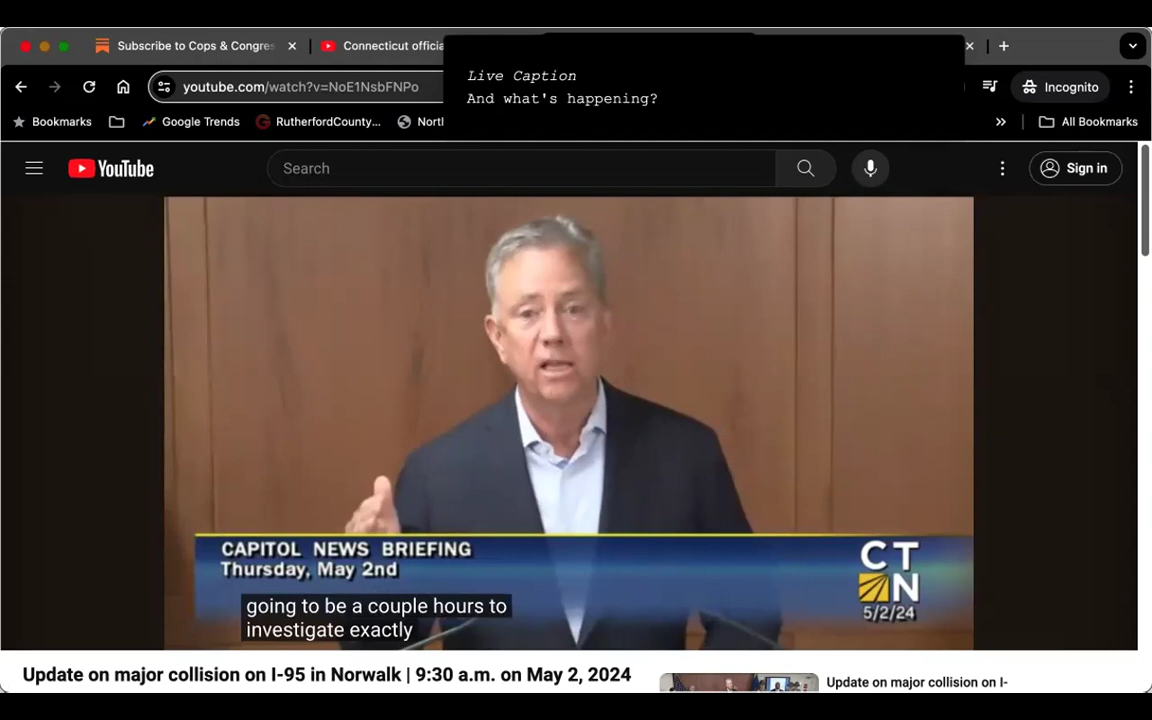 Subscribe to Cops & Congres
Connecticut officia
Live Caption
And what's happening?
youtube.com/watch?v=NoE1NsbFNPo
Incognito
Bookmarks
Google Trends
RutherfordCounty...
North
All Bookmarks
YouTube
Search
Sign in
CAPITOL NEWS BRIEFING
Thursday, May 2nd
going to be a couple hours to
investigate exactly
CT
N
5/2/24
Update on major collision on I-95 in Norwalk | 9:30 a.m. on May 2, 2024
Update on major collision on I-